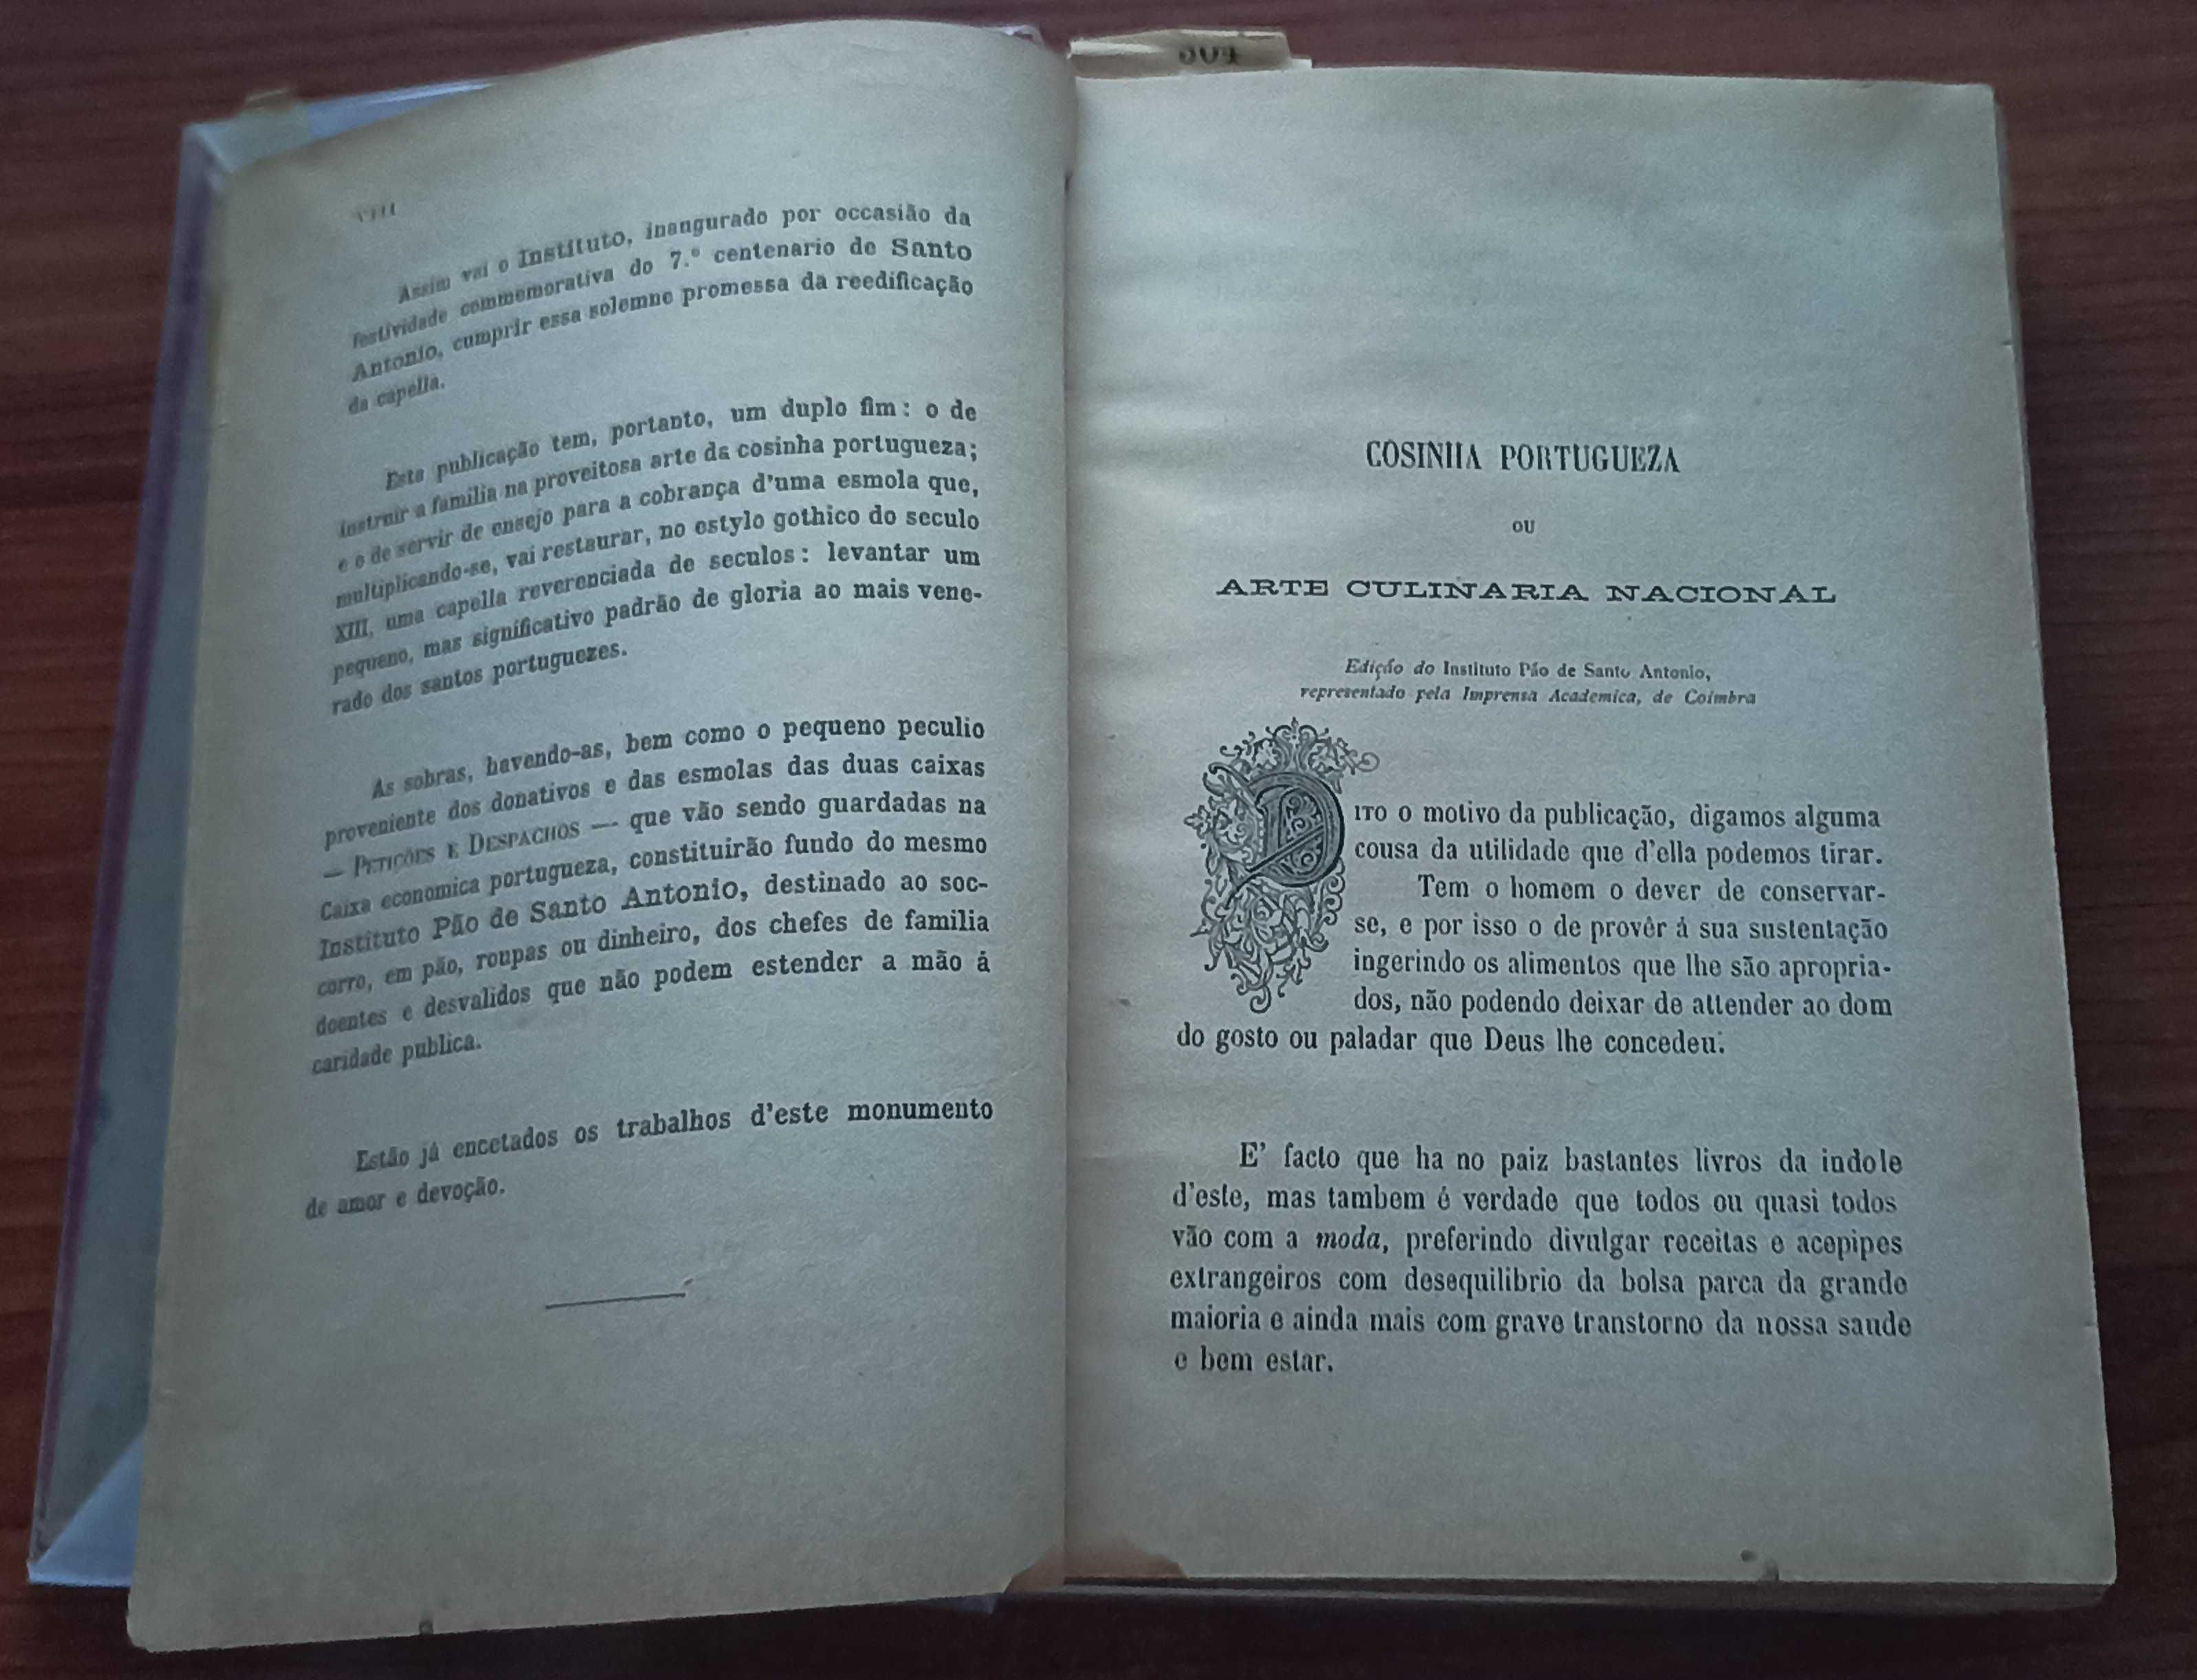 VIII
Assim vai o Instituto, inaugurado por occasião da
festividade commemorativa do 7.º centenario de Santo
Antonio, cumprir essa solemne promessa da reedificação
da capella.
Esta publicação tem, portanto, um duplo fim: o de
instruir a familia na proveitosa arte da cosinha portugueza;
e o de servir de ensejo para a cobrança d'uma esmola que,
multiplicando-se, vai restaurar, no estylo gothico do seculo
XIII, uma capella reverenciada de seculos: levantar um
pequeno, mas significativo padrão de gloria ao mais vene-
rado dos santos portuguezes.
As sobras, havendo-as, bem como o pequeno peculio
proveniente dos donativos e das esmolas das duas caixas
— PETIÇÕES E DESPACHOS — que vão sendo guardadas na
Caixa economica portugueza, constituirão fundo do mesmo
Instituto Pão de Santo Antonio, destinado ao soc-
corro, em pão, roupas ou dinheiro, dos chefes de familia
doentes e desvalidos que não podem estender a mão á
caridade publica.
Estão já encetados os trabalhos d'este monumento
de amor e devoção.
COSINHA PORTUGUEZA
OU
ARTE CULINARIA NACIONAL
Edição do Instituto Pão de Santo Antonio,
representado pela Imprensa Academica, de Coimbra
DITO o motivo da publicação, digamos alguma
cousa da utilidade que d'ella podemos tirar.
Tem o homem o dever de conservar-
se, e por isso o de provêr á sua sustentação
ingerindo os alimentos que lhe são apropria-
dos, não podendo deixar de attender ao dom
do gosto ou paladar que Deus lhe concedeu.
E' facto que ha no paiz bastantes livros da indole
d'este, mas tambem é verdade que todos ou quasi todos
vão com a moda, preferindo divulgar receitas e acepipes
extrangeiros com desequilibrio da bolsa parca da grande
maioria e ainda mais com grave transtorno da nossa saude
e bem estar.